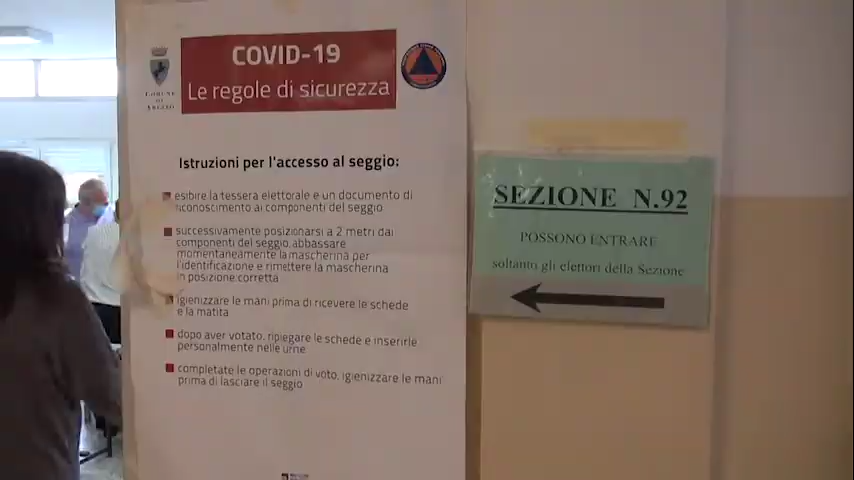 COVID-19
Le regole di sicurezza
COMUNE
DI
AREZZO
Istruzioni per l'accesso al seggio:
esibire la tessera elettorale e un documento di
riconoscimento ai componenti del seggio
successivamente posizionarsi a 2 metri dai
componenti del seggio, abbassare
momentaneamente la mascherina per
l'identificazione e rimettere la mascherina
in posizione corretta
igienizzare le mani prima di ricevere le schede
e la matita
dopo aver votato, ripiegare le schede e inserirle
personalmente nelle urne
completate le operazioni di voto, igienizzare le mani
prima di lasciare il seggio
SEZIONE N.92
POSSONO ENTRARE
soltanto gli elettori della Sezione